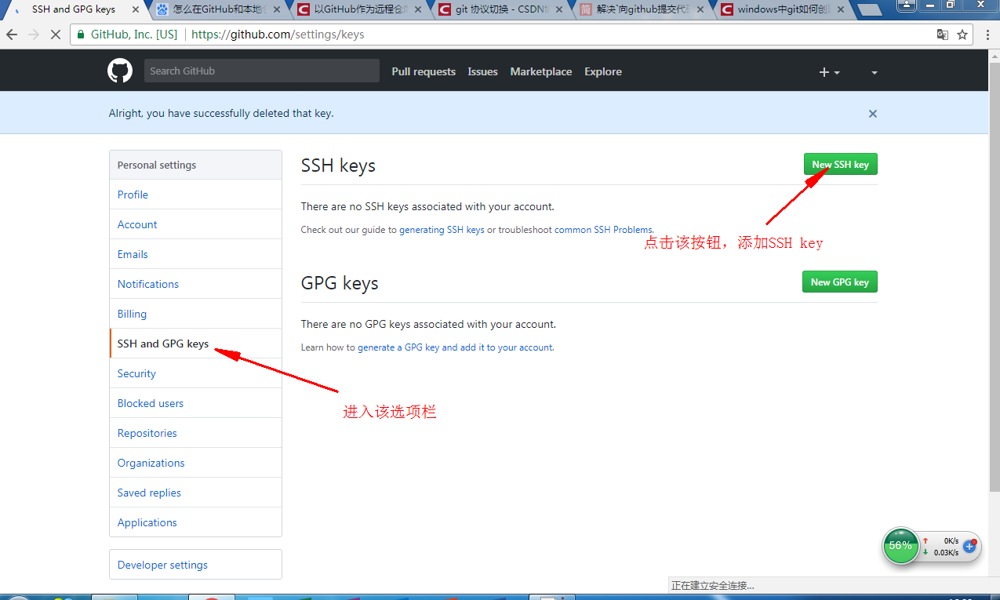 SSH and GPG keys
怎么在GitHub和本地
以GitHub作为远程仓
git 协议切换 - CSDN
简 解决`向github提交代
windows中git如何创
GitHub, Inc. [US] https://github.com/settings/keys
Search GitHub Pull requests Issues Marketplace Explore
Alright, you have successfully deleted that key.
Personal settings
Profile
Account
Emails
Notifications
Billing
SSH and GPG keys
Security
Blocked users
Repositories
Organizations
Saved replies
Applications
Developer settings
SSH keys
New SSH key
There are no SSH keys associated with your account.
Check out our guide to generating SSH keys or troubleshoot common SSH Problems.
点击该按钮，添加SSH key
GPG keys
New GPG key
There are no GPG keys associated with your account.
Learn how to generate a GPG key and add it to your account.
进入该选项栏
56%
0K/s
0.03K/s
正在建立安全连接...